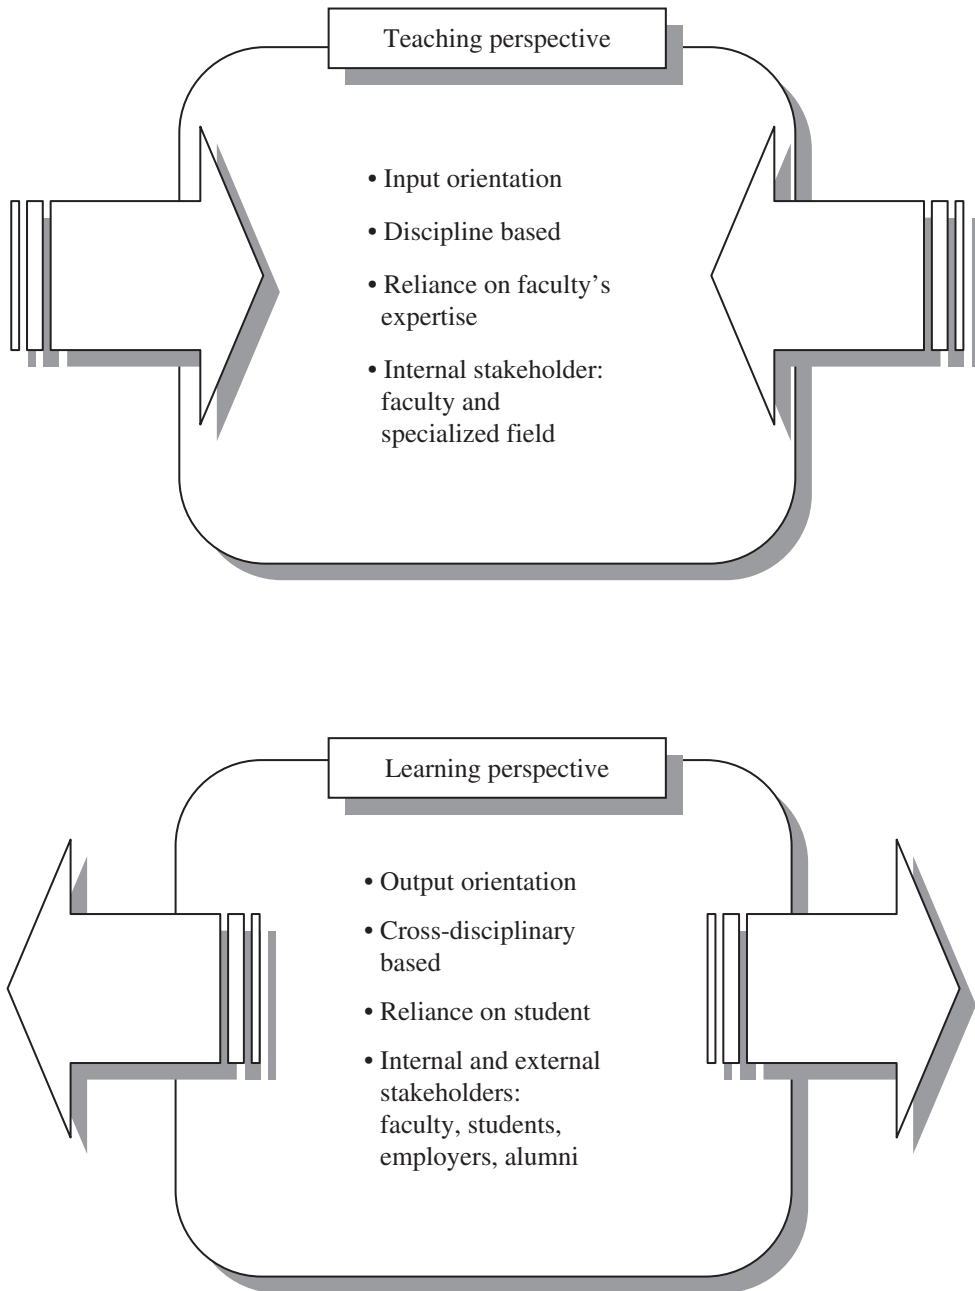 Teaching perspective
• Input orientation
• Discipline based
• Reliance on faculty’s
expertise
• Internal stakeholder:
faculty and
specialized field
Learning perspective
• Output orientation
• Cross-disciplinary
based
• Reliance on student
• Internal and external
stakeholders:
faculty, students,
employers, alumni